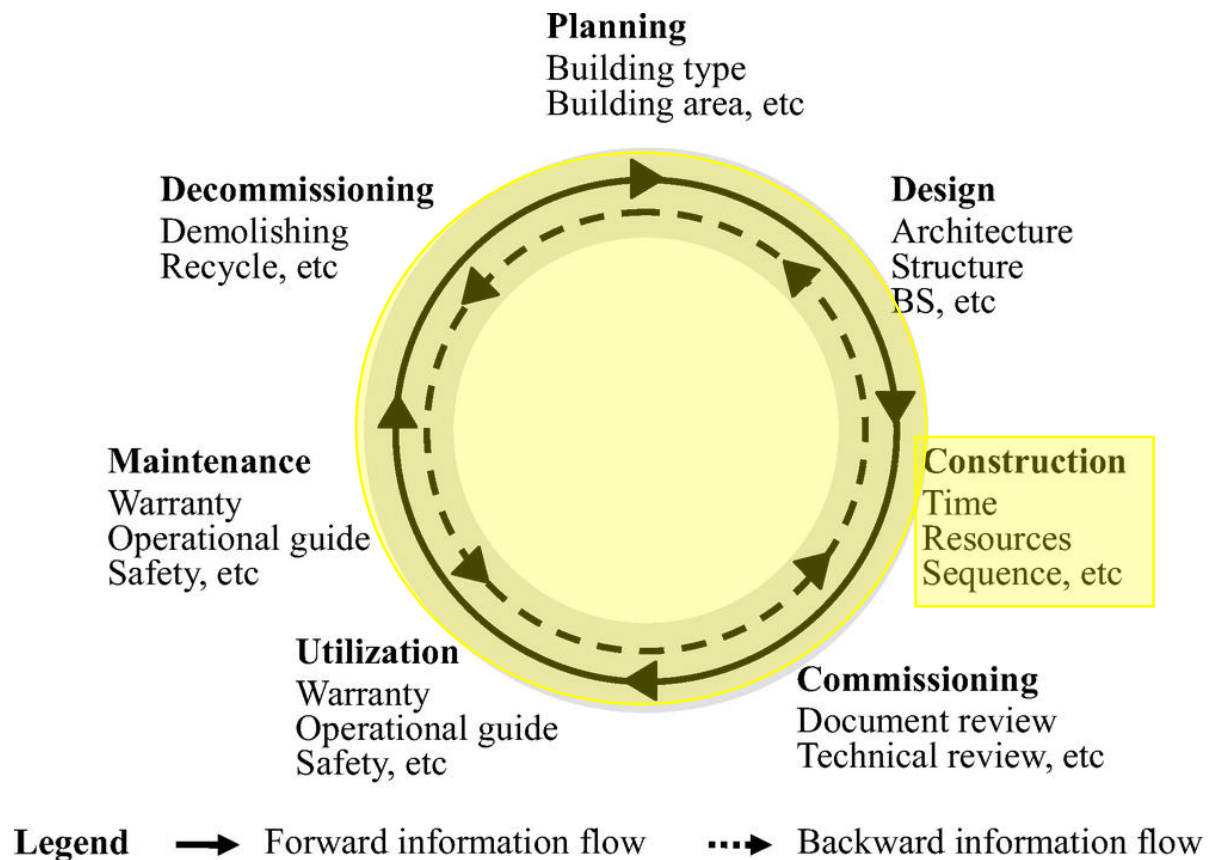 Planning
Building type
Building area, etc
Decommissioning
Demolishing
Recycle, etc
Design
Architecture
Structure
BS, etc
Maintenance
Warranty
Operational guide
Safety, etc
Construction
Time
Resources
Sequence, etc
Utilization
Warranty
Operational guide
Safety, etc
Commissioning
Document review
Technical review, etc
Legend Forward information flow Backward information flow